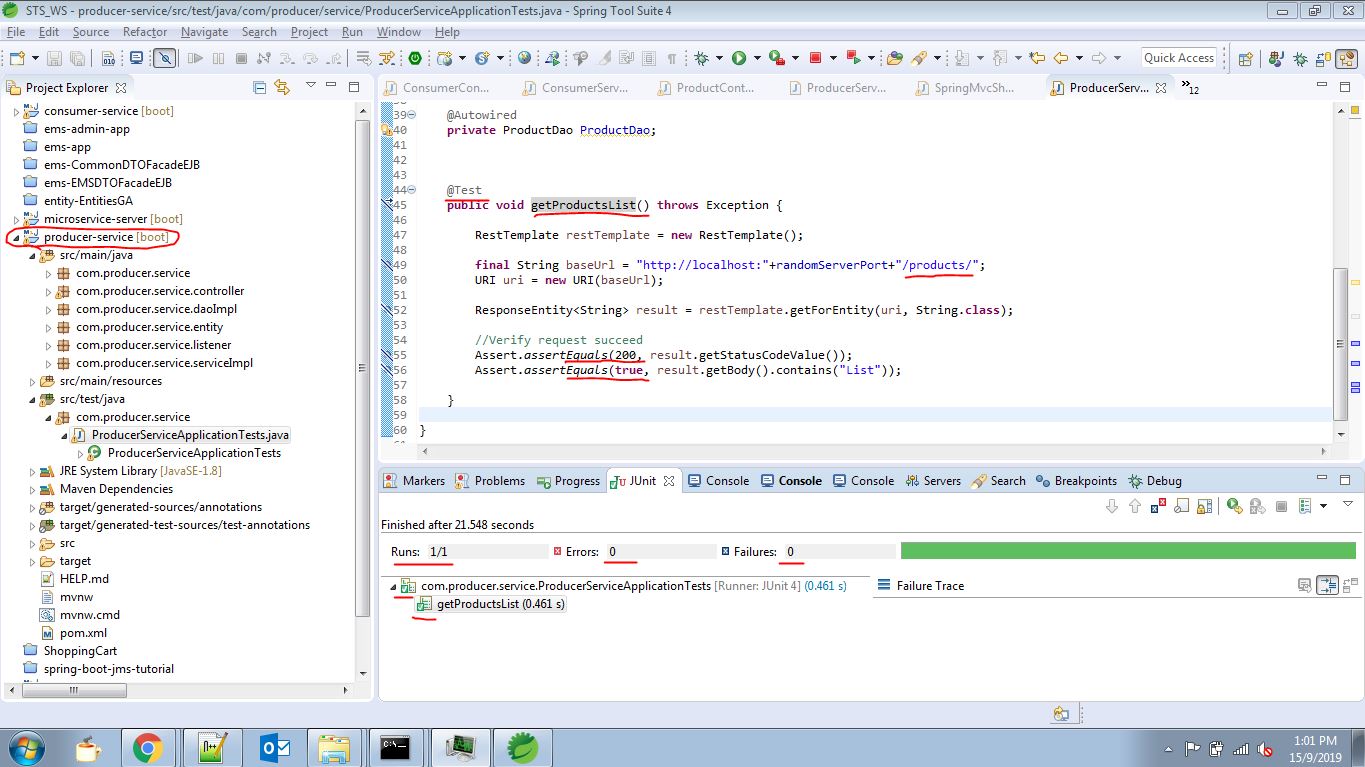 STS_WS - producer-service/src/test/java/com/producer/service/ProducerServiceApplicationTests.java - Spring Tool Suite 4
File Edit Source Refactor Navigate Search Project Run Window Help
Quick Access
Project Explorer
consumer-service [boot]
ems-admin-app
ems-app
ems-CommonDTOFacadeEJB
ems-EMSDTOFacadeEJB
entity-EntitiesGA
microservice-server [boot]
producer-service [boot]
src/main/java
com.producer.service
com.producer.service.controller
com.producer.service.daoImpl
com.producer.service.entity
com.producer.service.listener
com.producer.service.serviceImpl
src/main/resources
src/test/java
com.producer.service
ProducerServiceApplicationTests.java
ProducerServiceApplicationTests
JRE System Library [JavaSE-1.8]
Maven Dependencies
target/generated-sources/annotations
target/generated-test-sources/test-annotations
src
target
HELP.md
mvnw
mvnw.cmd
pom.xml
ShoppingCart
spring-boot-jms-tutorial
ConsumerCon... ConsumerServ... ProductCont... ProducerServ... SpringMvcSh... ProducerServ... »12
39 @Autowired
40 private ProductDao ProductDao;
41
42
43
44 @Test
45 public void getProductsList() throws Exception {
46
47 RestTemplate restTemplate = new RestTemplate();
48
49 final String baseUrl = "http://localhost:"+randomServerPort+"/products/";
50 URI uri = new URI(baseUrl);
51
52 ResponseEntity<String> result = restTemplate.getForEntity(uri, String.class);
53
54 //Verify request succeed
55 Assert.assertEquals(200, result.getStatusCodeValue());
56 Assert.assertEquals(true, result.getBody().contains("List"));
57
58 }
59
60 }
Markers Problems Progress JUnit Console Console Console Servers Search Breakpoints Debug
Finished after 21.548 seconds
Runs: 1/1 Errors: 0 Failures: 0
com.producer.service.ProducerServiceApplicationTests [Runner: JUnit 4] (0.461 s)
getProductsList (0.461 s)
Failure Trace
1:01 PM
15/9/2019